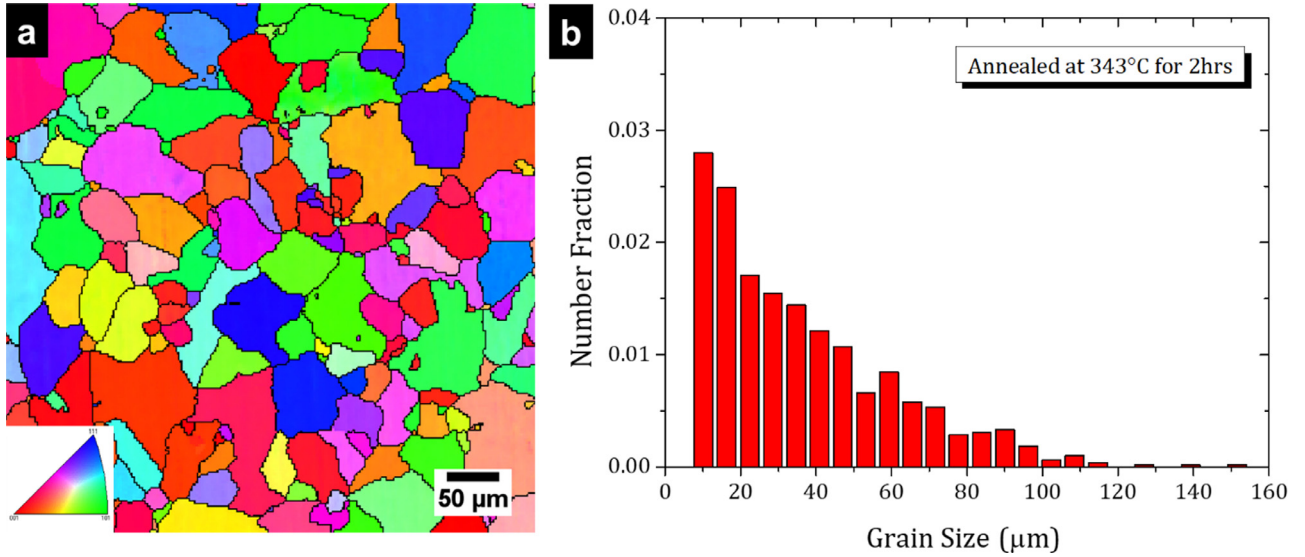 a
111
001
101
50 μm
b
Annealed at 343°C for 2hrs
Number Fraction
0.04
0.03
0.02
0.01
0.00
0 20 40 60 80 100 120 140 160
Grain Size (μm)